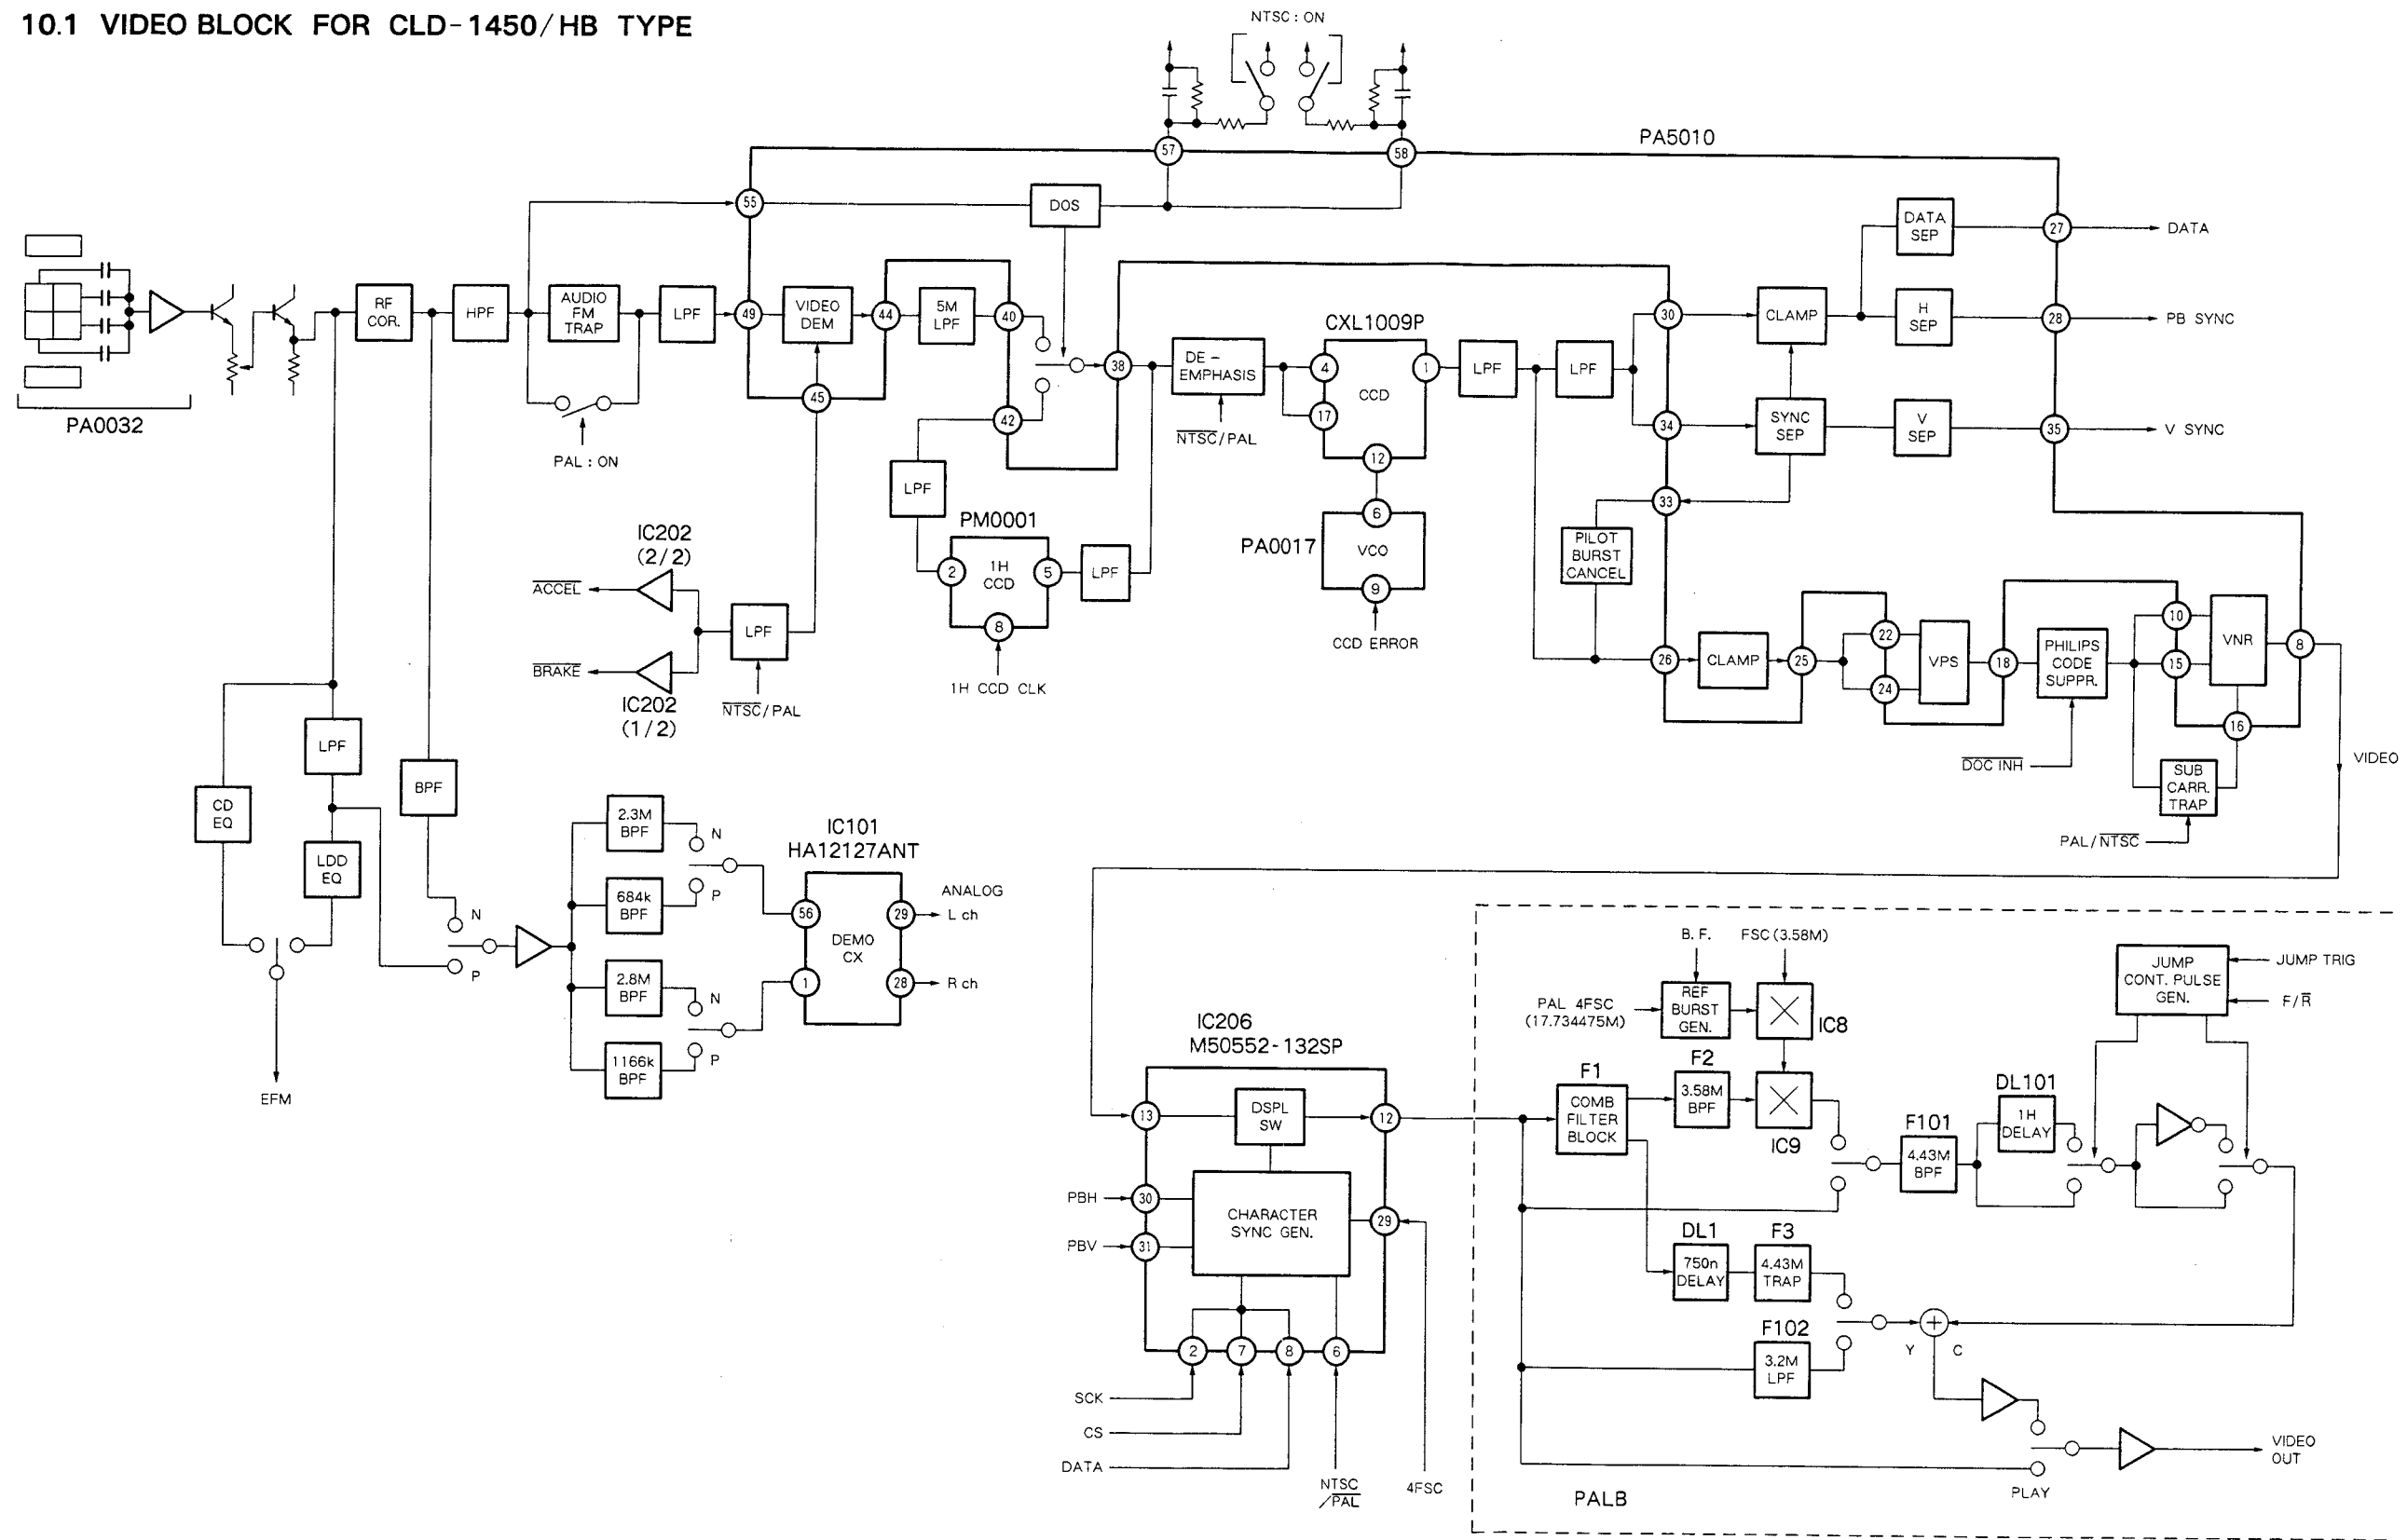 10.1 VIDEO BLOCK FOR CLD-1450/HB TYPE
NTSC : ON
PA5010
57
58
55
DOS
DATA
SEP
27
DATA
PA0032
RF
COR.
HPF
AUDIO
FM
TRAP
LPF
49
VIDEO
DEM
44
5M
LPF
40
30
CLAMP
H
SEP
28
PB SYNC
PAL : ON
45
42
38
DE-
EMPHASIS
NTSC/PAL
CXL1009P
4
1
CCD
17
12
LPF
LPF
34
SYNC
SEP
V
SEP
35
V SYNC
33
LPF
PM0001
2
1H
CCD
5
8
LPF
1H CCD CLK
PA0017
6
VCO
9
CCD ERROR
PILOT
BURST
CANCEL
IC202
(2/2)
ACCEL
BRAKE
IC202
(1/2)
LPF
NTSC/PAL
26
CLAMP
25
22
24
VPS
18
PHILIPS
CODE
SUPPR.
DOC INH
10
15
VNR
8
16
SUB
CARR.
TRAP
PAL/NTSC
VIDEO
LPF
CD
EQ
LDD
EQ
BPF
N
P
EFM
2.3M
BPF
N
684k
BPF
P
2.8M
BPF
N
1166k
BPF
P
IC101
HA12127ANT
56
1
DEMO
CX
29
28
ANALOG
L ch
R ch
IC206
M50552-132SP
13
DSPL
SW
12
PBH
30
PBV
31
CHARACTER
SYNC GEN.
29
2
7
8
6
SCK
CS
DATA
NTSC
/PAL
4FSC
B. F.
FSC (3.58M)
PAL 4FSC
(17.734475M)
REF
BURST
GEN.
IC8
F1
COMB
FILTER
BLOCK
F2
3.58M
BPF
IC9
JUMP
CONT. PULSE
GEN.
JUMP TRIG
F/R
F101
4.43M
BPF
DL101
1H
DELAY
DL1
750n
DELAY
F3
4.43M
TRAP
F102
3.2M
LPF
Y
C
PLAY
VIDEO
OUT
PALB